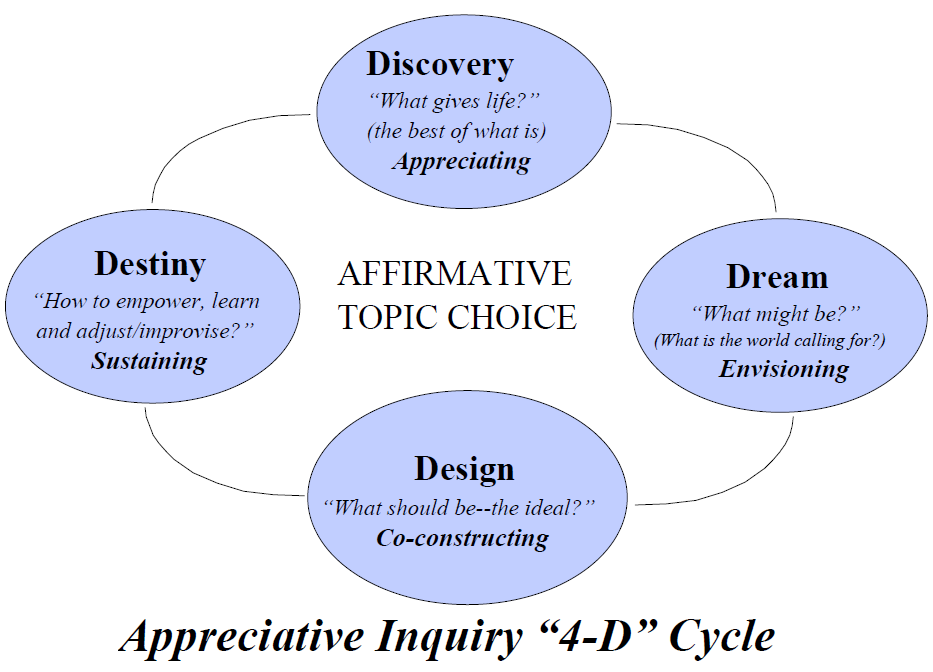 Discovery
“What gives life?”
(the best of what is)
Appreciating
Destiny
“How to empower, learn
and adjust/improvise?”
Sustaining
AFFIRMATIVE
TOPIC CHOICE
Dream
“What might be?”
(What is the world calling for?)
Envisioning
Design
“What should be--the ideal?”
Co-constructing
Appreciative Inquiry “4-D” Cycle